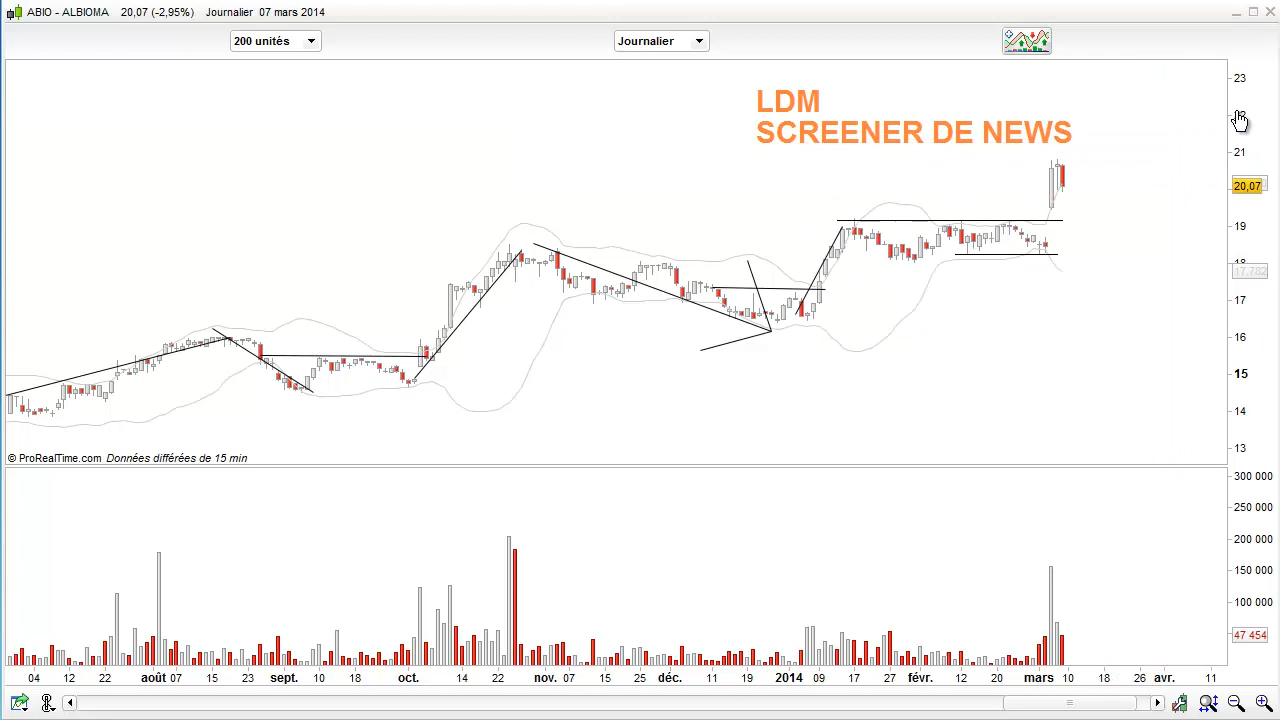 ABIO - ALBIOMA 20,07 (-2,95%) Journalier 07 mars 2014
200 unités
Journalier
LDM
SCREENER DE NEWS
23
21
20,07
19
18
17.782
17
16
15
14
13
© ProRealTime.com Données différées de 15 min
300 000
250 000
200 000
150 000
100 000
47 454
04 12 22 août 07 15 23 sept. 10 18 oct. 14 22 nov. 07 15 25 déc. 11 19 2014 09 17 27 févr. 12 20 mars 10 18 26 avr. 11